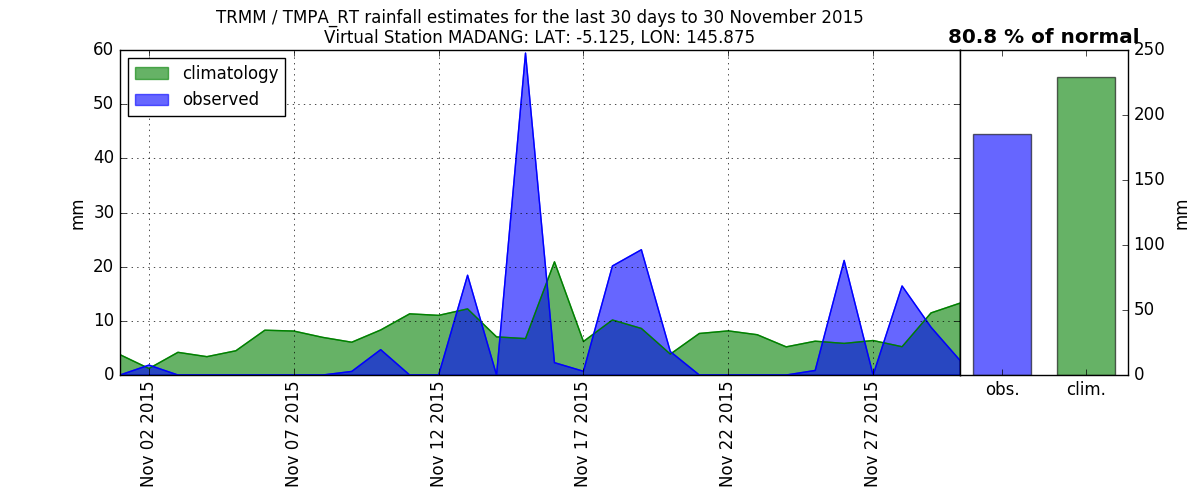 TRMM / TMPA_RT rainfall estimates for the last 30 days to 30 November 2015
Virtual Station MADANG: LAT: -5.125, LON: 145.875
80.8 % of normal
climatology
observed
60
50
40
30
20
10
0
mm
Nov 02 2015
Nov 07 2015
Nov 12 2015
Nov 17 2015
Nov 22 2015
Nov 27 2015
obs.
clim.
250
200
150
100
50
0
mm